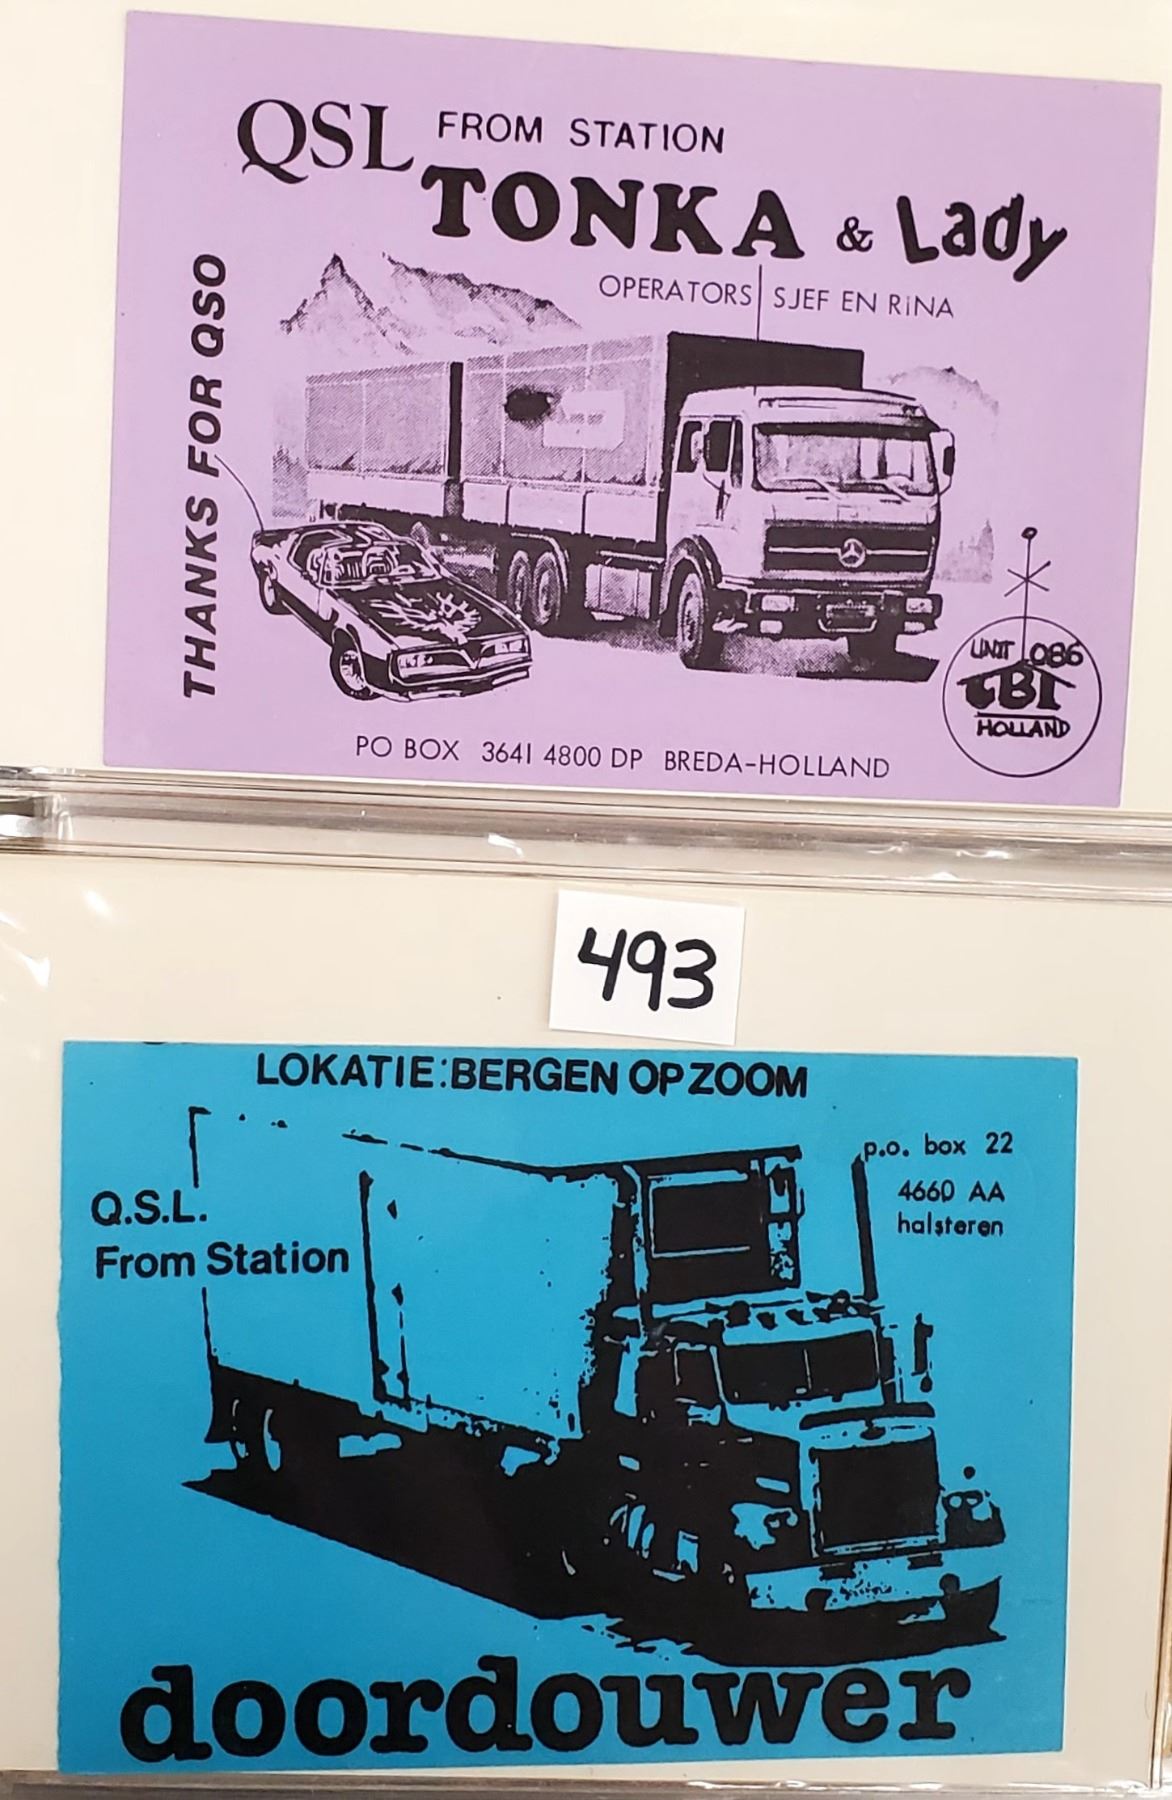 QSL FROM STATION
TONKA & Lady
OPERATORS SJEF EN RiNA
THANKS FOR QSO
UNIT 086
CBI
HOLLAND
PO BOX 3641 4800 DP BREDA-HOLLAND
493
LOKATIE:BERGEN OP ZOOM
p.o. box 22
4660 AA
halsteren
Q.S.L.
From Station
doordouwer